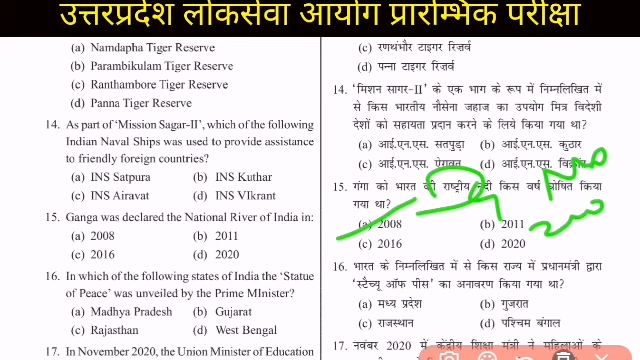 उत्तरप्रदेश लोकसेवा आयोग प्रारम्भिक परीक्षा
(a) Namdapha Tiger Reserve
(b) Parambikulam Tiger Reserve
(c) Ranthambore Tiger Reserve
(d) Panna Tiger Reserve
14. As part of 'Mission Sagar-II', which of the following
Indian Naval Ships was used to provide assistance
to friendly foreign countries?
(a) INS Satpura (b) INS Kuthar
(c) INS Airavat (d) INS VIkrant
15. Ganga was declared the National River of India in:
(a) 2008 (b) 2011
(c) 2016 (d) 2020
16. In which of the following states of India the 'Statue
of Peace' was unveiled by the Prime MInister?
(a) Madhya Pradesh (b) Gujarat
(c) Rajasthan (d) West Bengal
17. In November 2020, the Union Minister of Education
(c) रणथंभौर टाइगर रिज़र्व
(d) पन्ना टाइगर रिज़र्व
14. 'मिशन सागर-II' के एक भाग के रूप में निम्नलिखित में
से किस भारतीय नौसेना जहाज का उपयोग मित्र विदेशी
देशों को सहायता प्रदान करने के लिये किया गया था?
(a) आई.एन.एस. सतपुड़ा (b) आई.एन.एस. कुठार
(c) आई.एन.एस. ऐरावत (d) आई.एन.एस. विक्रांत
15. गंगा को भारत की राष्ट्रीय नदी किस वर्ष घोषित किया
गया था?
(a) 2008 (b) 2011
(c) 2016 (d) 2020
16. भारत के निम्नलिखित में से किस राज्य में प्रधानमंत्री द्वारा
'स्टैच्यू ऑफ पीस' का अनावरण किया गया था?
(a) मध्य प्रदेश (b) गुजरात
(c) राजस्थान (d) पश्चिम बंगाल
17. नवंबर 2020 में केंद्रीय शिक्षा मंत्री ने महिलाओं के